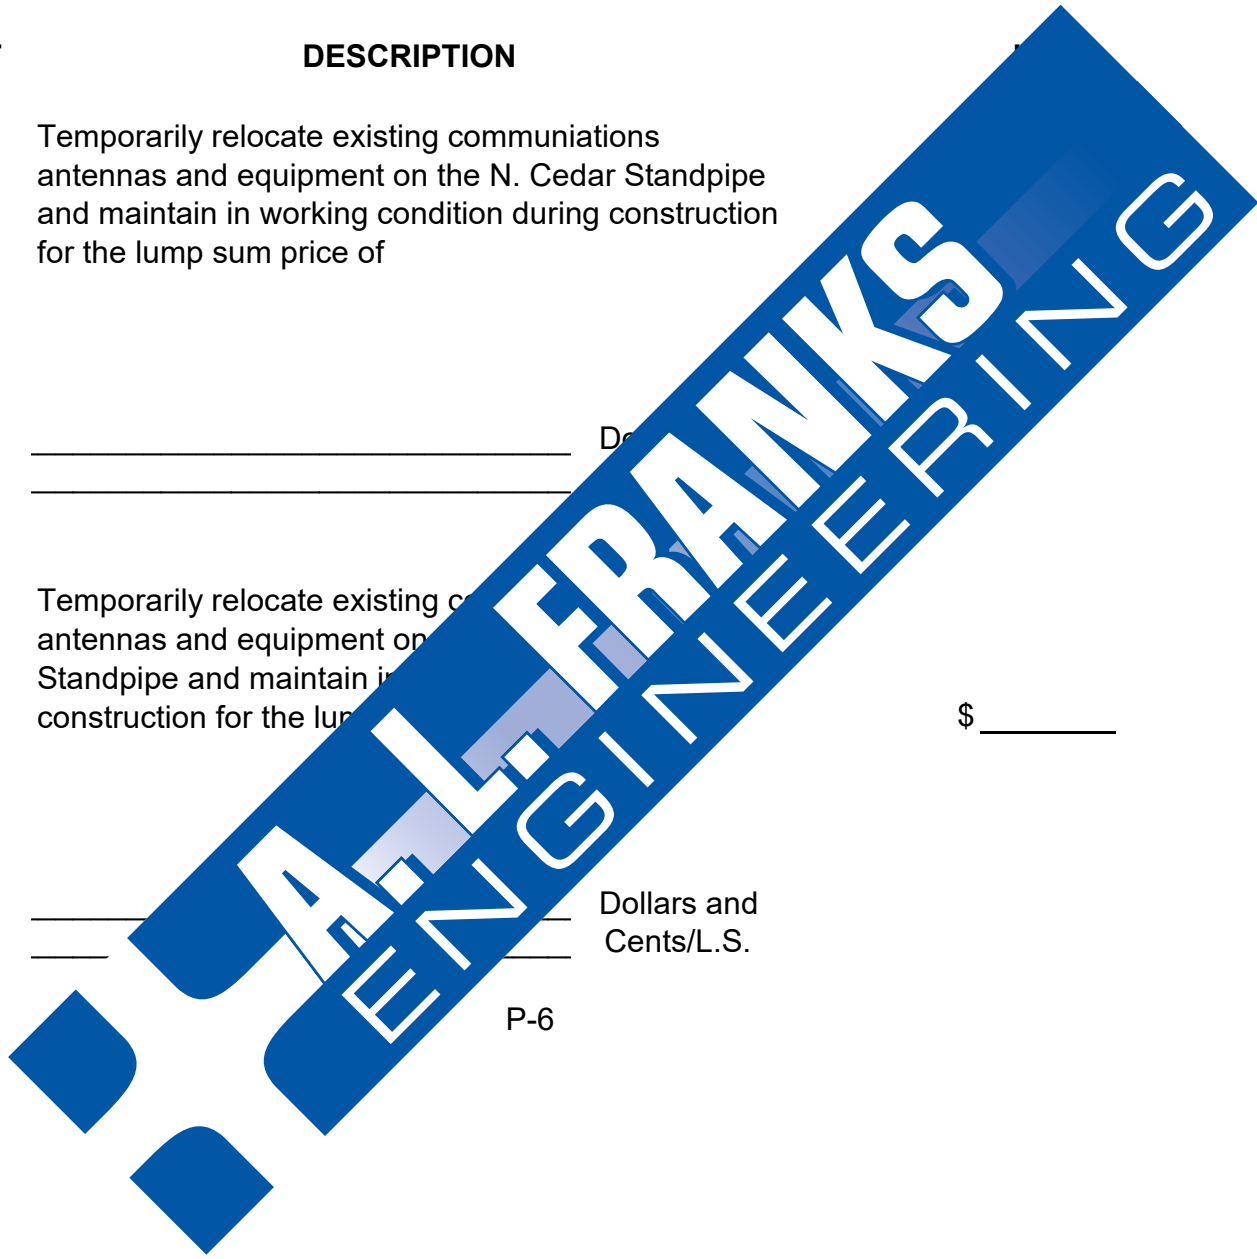 DESCRIPTION
Temporarily relocate existing communiations
antennas and equipment on the N. Cedar Standpipe
and maintain in working condition during construction
for the lump sum price of
Temporarily relocate existing
antennas and equipment on
Standpipe and maintain
construction for the
$
Dollars and
Cents/L.S.
P-6
A. L. FRANKS
ENGINEERING